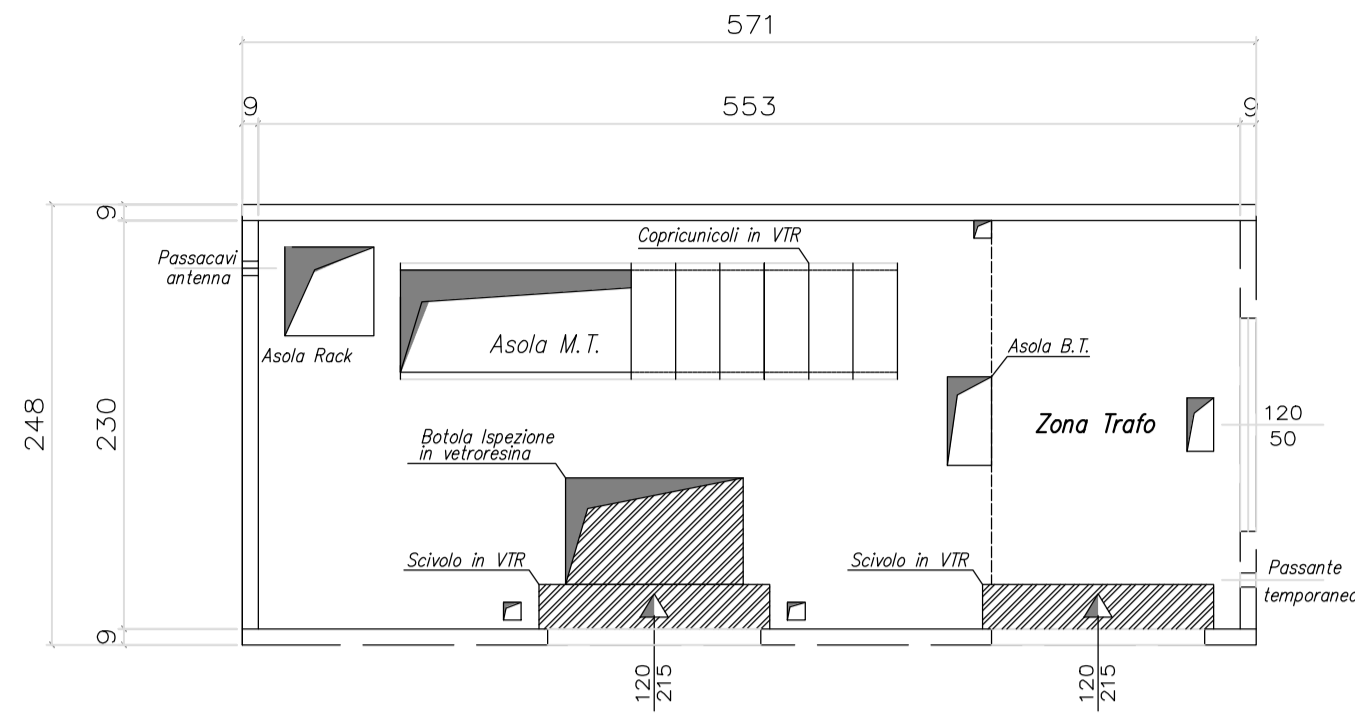 571
9
553
9
9
248
230
9
Passacavi
antenna
Asola Rack
Copricunicoli in VTR
Asola M.T.
Asola B.T.
Zona Trafo
120
50
Botola Ispezione
in vetroresina
Scivolo in VTR
Scivolo in VTR
Passante
temporaneo
120
215
120
215